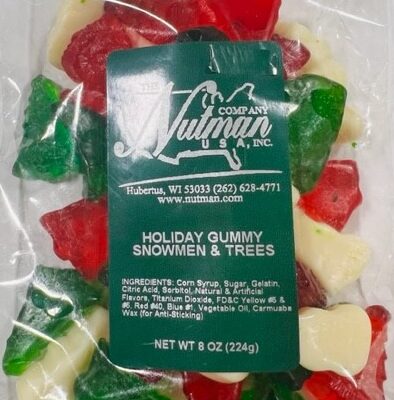 THE
Nutman
COMPANY
USA, INC.
Hubertus, WI 53033 (262) 628-4771
www.nutman.com
HOLIDAY GUMMY
SNOWMEN & TREES
INGREDIENTS: Corn Syrup, Sugar, Gelatin,
Citric Acid, Sorbitol, Natural & Artificial
Flavors, Titanium Dioxide, FD&C Yellow #5 &
#6, Red #40, Blue #1, Vegetable Oil, Carnuaba
Wax (for Anti-Sticking)
NET WT 8 OZ (224g)